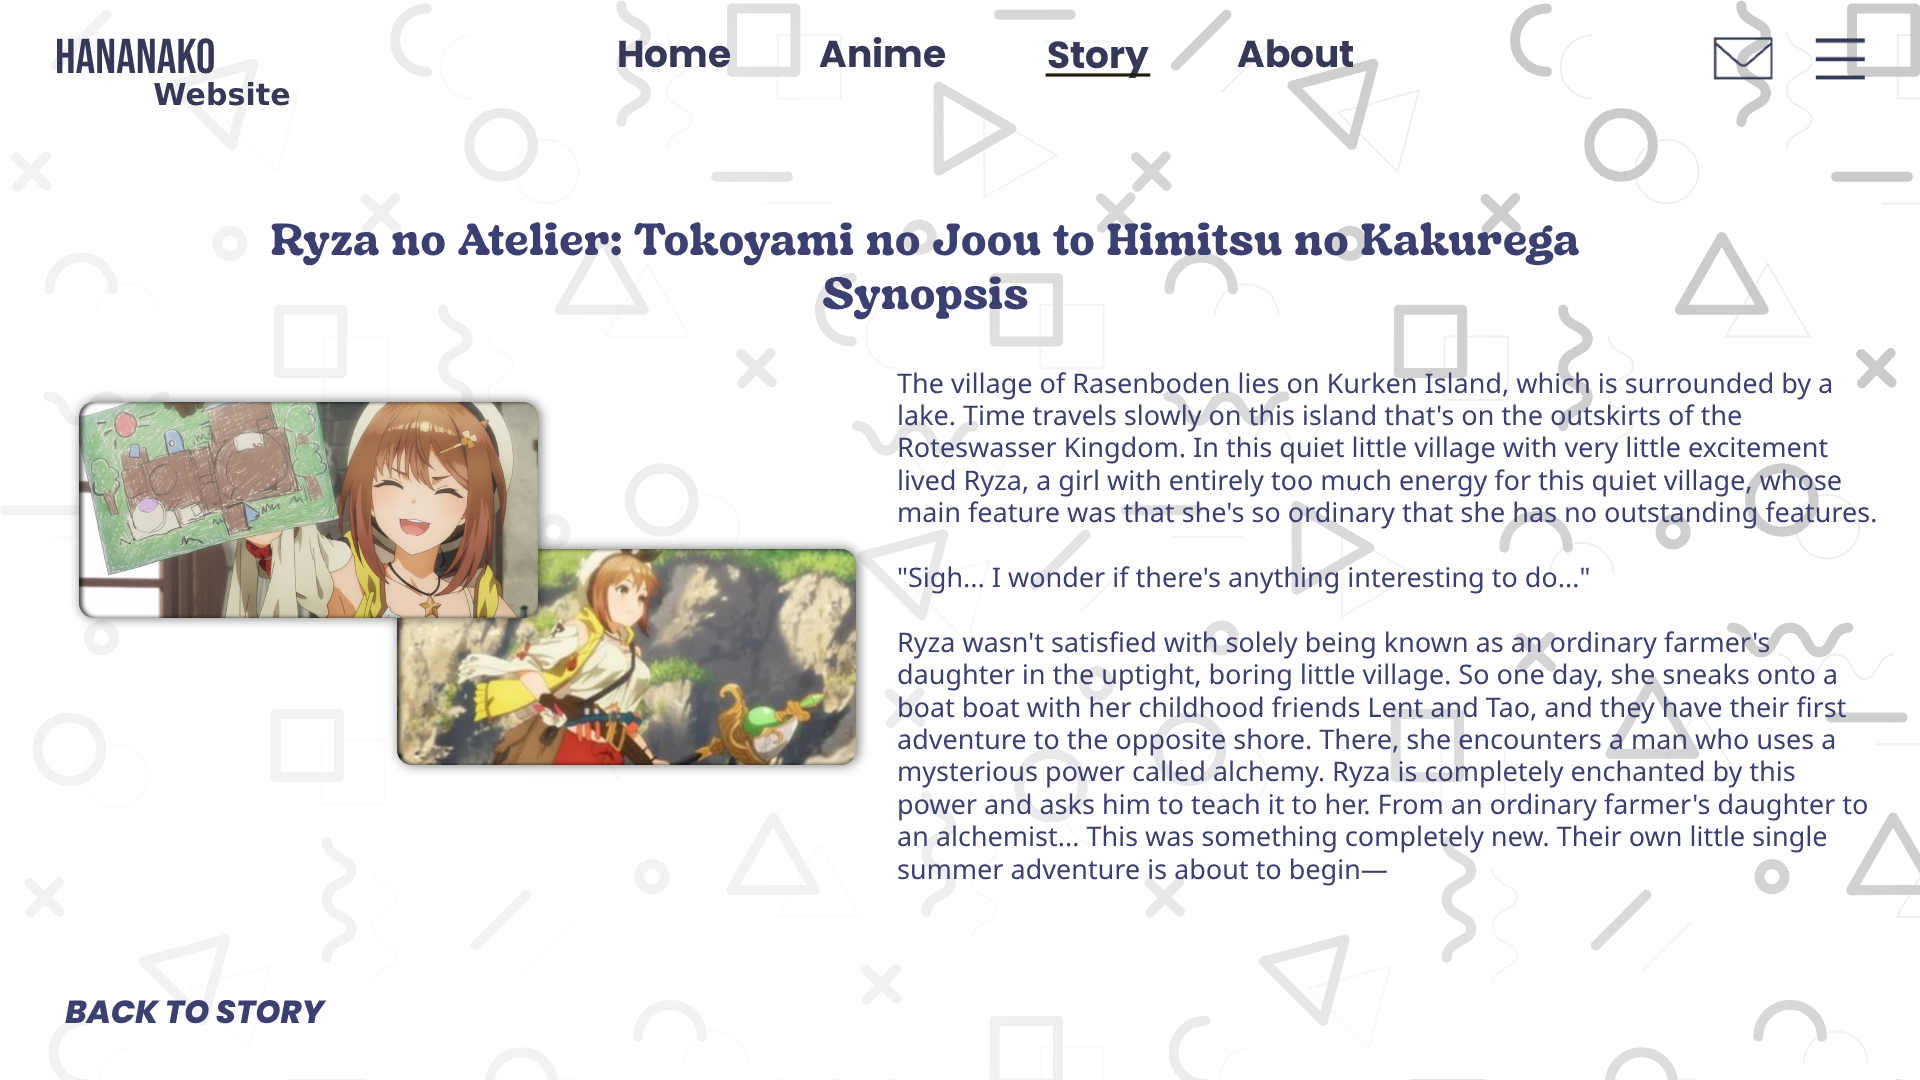 HANANAKO
Website
Home Anime Story About
Ryza no Atelier: Tokoyami no Joou to Himitsu no Kakurega
Synopsis
The village of Rasenboden lies on Kurken Island, which is surrounded by a
lake. Time travels slowly on this island that's on the outskirts of the
Roteswasser Kingdom. In this quiet little village with very little excitement
lived Ryza, a girl with entirely too much energy for this quiet village, whose
main feature was that she's so ordinary that she has no outstanding features.
"Sigh... I wonder if there's anything interesting to do..."
Ryza wasn't satisfied with solely being known as an ordinary farmer's
daughter in the uptight, boring little village. So one day, she sneaks onto a
boat boat with her childhood friends Lent and Tao, and they have their first
adventure to the opposite shore. There, she encounters a man who uses a
mysterious power called alchemy. Ryza is completely enchanted by this
power and asks him to teach it to her. From an ordinary farmer's daughter to
an alchemist... This was something completely new. Their own little single
summer adventure is about to begin—
BACK TO STORY